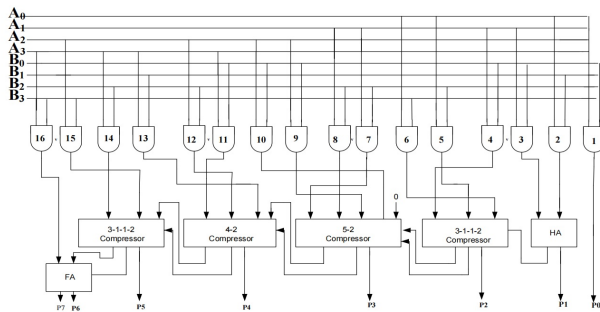 A0
A1
A2
A3
B0
B1
B2
B3
16 15 14 13 12 11 10 9 8 7 6 5 4 3 2 1
0
3-1-1-2
Compressor
4-2
Compressor
5-2
Compressor
3-1-1-2
Compressor
HA
FA
P7 P6 P5 P4 P3 P2 P1 P0